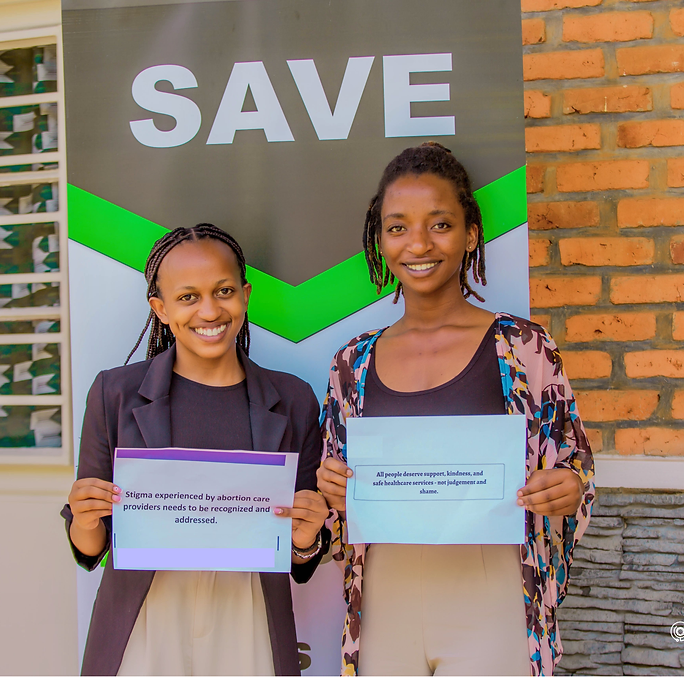 SAVE
Stigma experienced by abortion care
providers needs to be recognized and
addressed.
All people deserve support, kindness, and
safe healthcare services - not judgement and
shame.
s